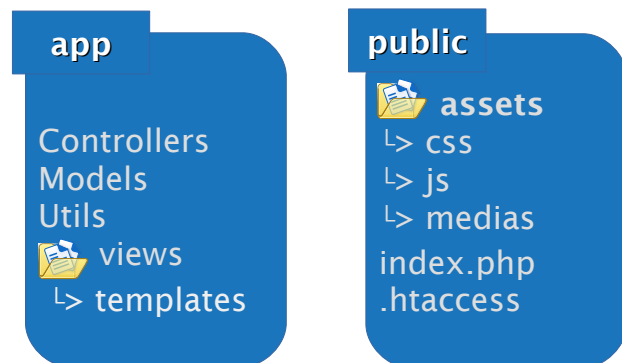 app
Controllers
Models
Utils
views
└> templates
public
assets
└> css
└> js
└> medias
index.php
.htaccess